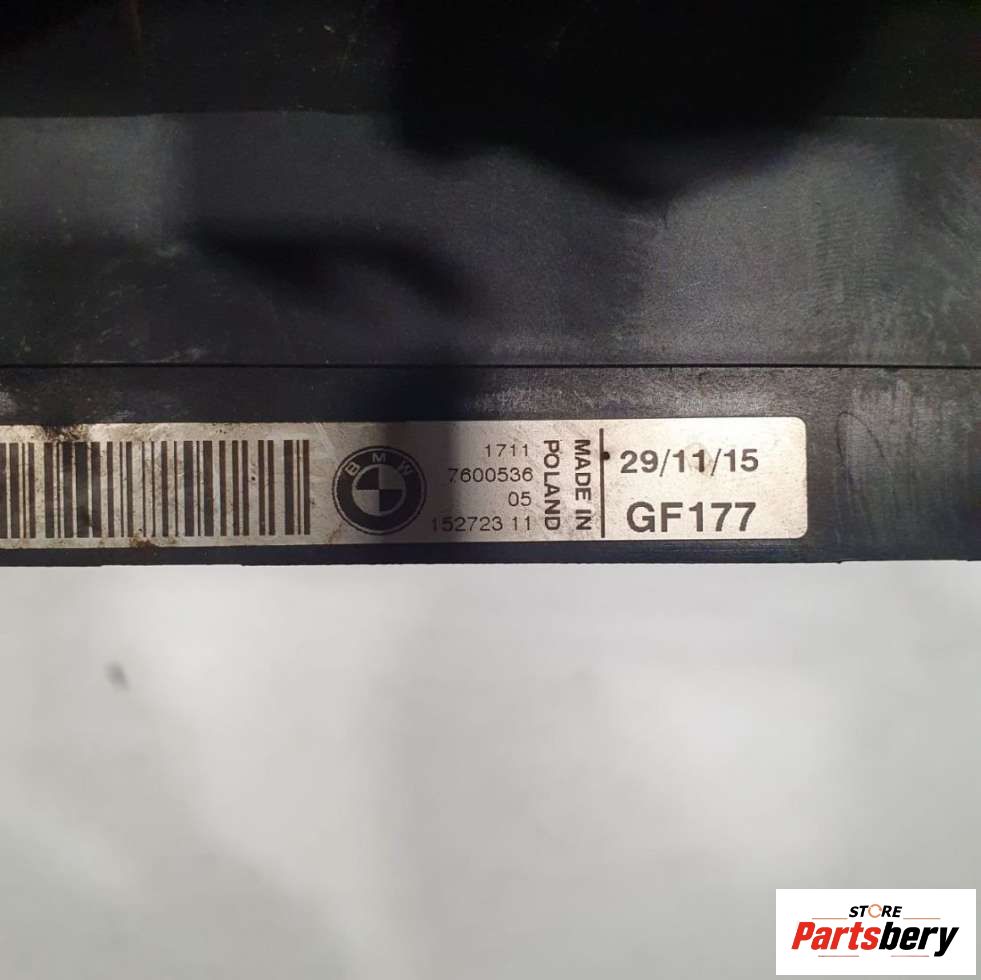 BMW
1711
7600536
05
152723 11
MADE IN
POLAND
29/11/15
GF177
STORE
Partsbery